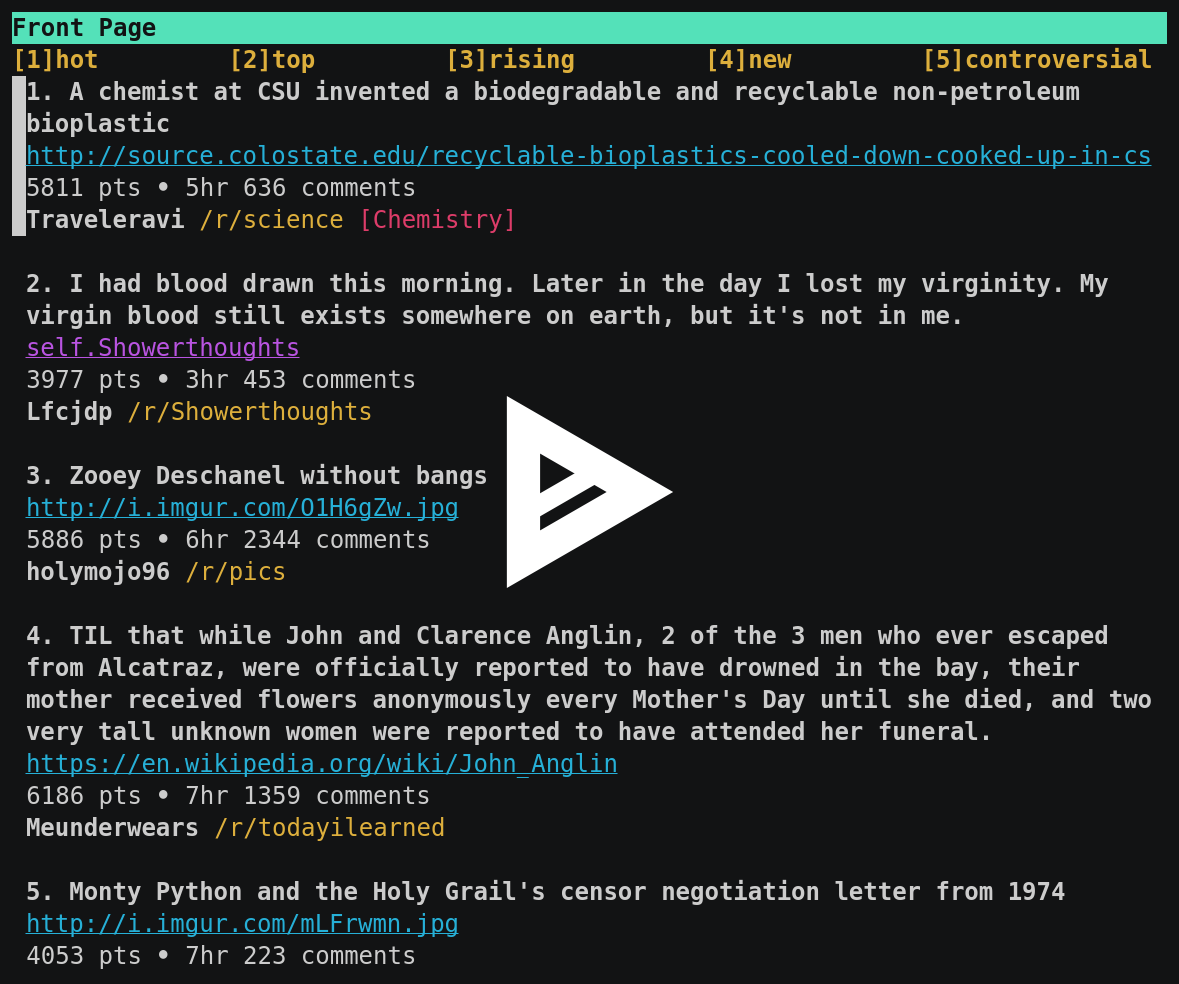 Front Page
[1]hot [2]top [3]rising [4]new [5]controversial
1. A chemist at CSU invented a biodegradable and recyclable non-petroleum
bioplastic
http://source.colostate.edu/recyclable-bioplastics-cooled-down-cooked-up-in-cs
5811 pts • 5hr 636 comments
Traveleravi /r/science [Chemistry]
2. I had blood drawn this morning. Later in the day I lost my virginity. My
virgin blood still exists somewhere on earth, but it's not in me.
self.Showerthoughts
3977 pts • 3hr 453 comments
Lfcjdp /r/Showerthoughts
3. Zooey Deschanel without bangs
http://i.imgur.com/O1H6gZw.jpg
5886 pts • 6hr 2344 comments
holymojo96 /r/pics
4. TIL that while John and Clarence Anglin, 2 of the 3 men who ever escaped
from Alcatraz, were officially reported to have drowned in the bay, their
mother received flowers anonymously every Mother's Day until she died, and two
very tall unknown women were reported to have attended her funeral.
https://en.wikipedia.org/wiki/John_Anglin
6186 pts • 7hr 1359 comments
Meunderwears /r/todayilearned
5. Monty Python and the Holy Grail's censor negotiation letter from 1974
http://i.imgur.com/mLFrwmn.jpg
4053 pts • 7hr 223 comments